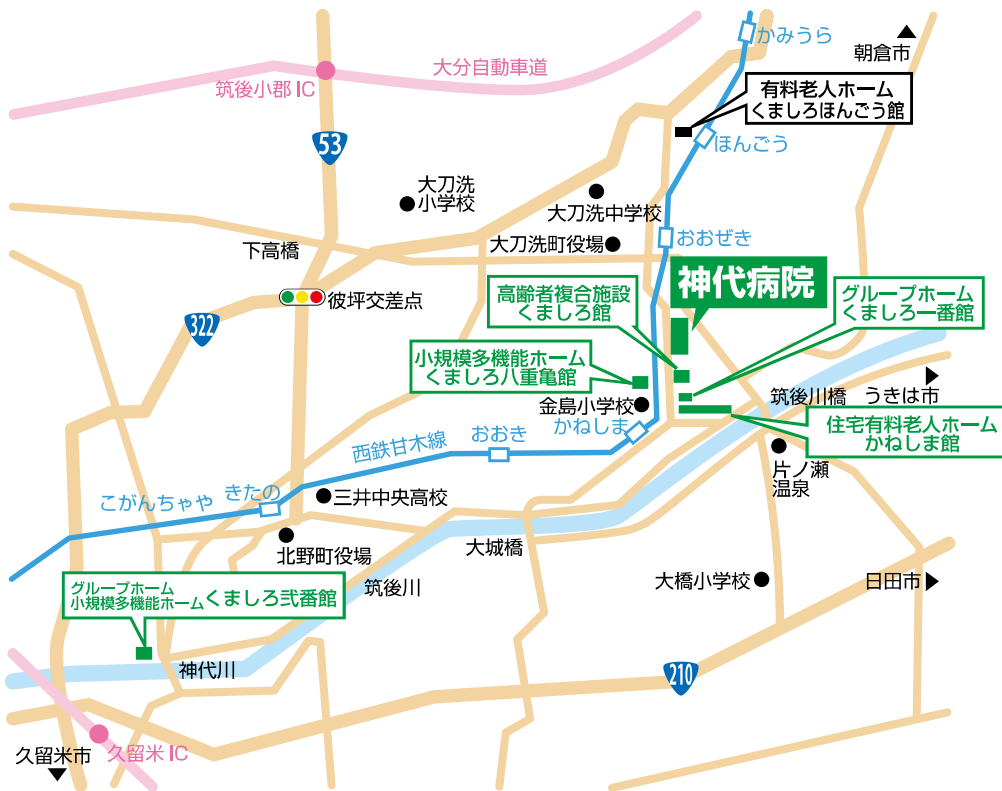 かみうら
朝倉市
大分自動車道
筑後小郡IC
有料老人ホーム
くましろほんごう館
53
ほんごう
大刀洗
小学校
大刀洗中学校
下高橋
大刀洗町役場
おおぜき
神代病院
高齢者複合施設
くましろ館
グループホーム
くましろ一番館
彼坪交差点
322
小規模多機能ホーム
くましろ八重亀館
金島小学校
かねしま
筑後川橋
うきは市
住宅有料老人ホーム
かねしま館
西鉄甘木線
おおき
片ノ瀬
温泉
こがんちゃや
きたの
三井中央高校
北野町役場
大城橋
筑後川
大橋小学校
日田市
グループホーム
小規模多機能ホーム くましろ弐番館
神代川
210
久留米市
久留米IC